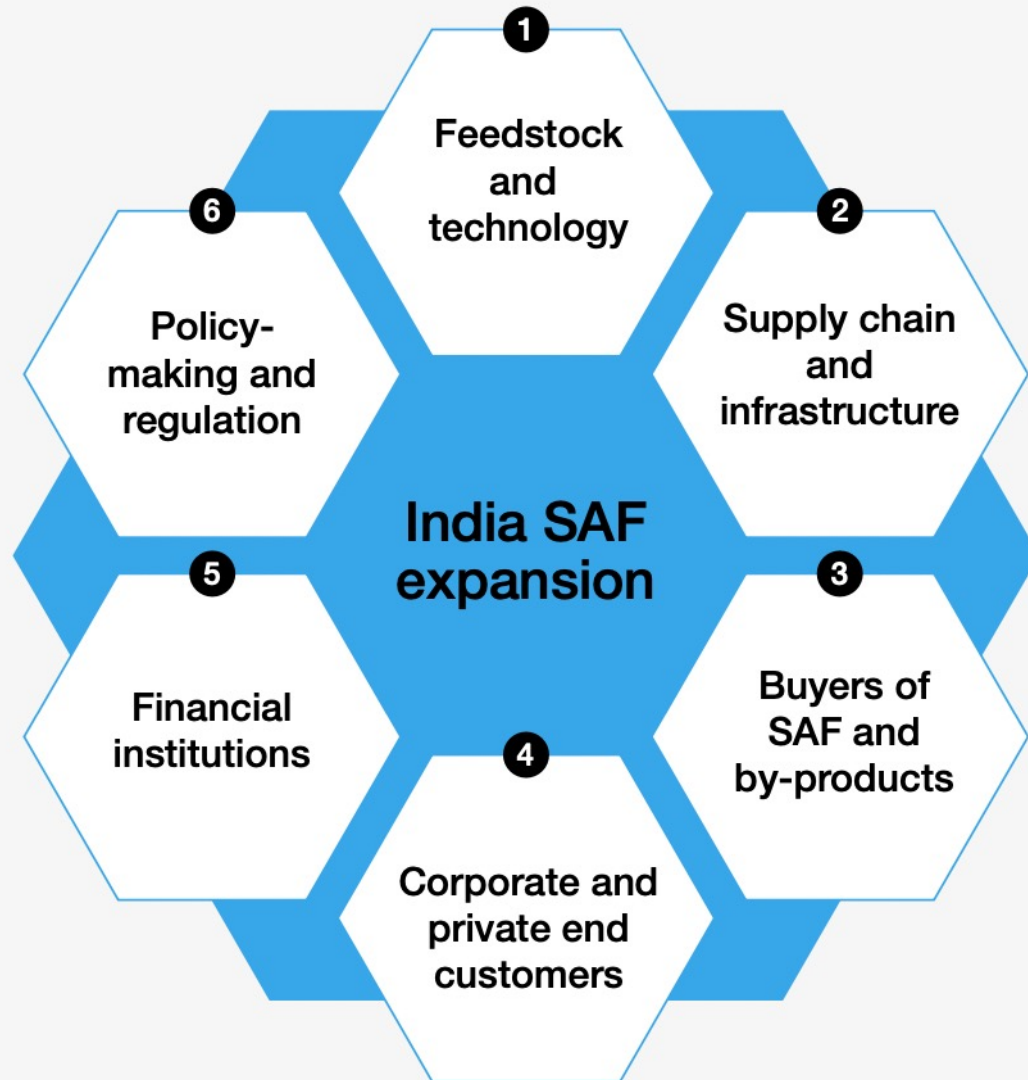 1
Feedstock
and
technology
2
Supply chain
and
infrastructure
3
Buyers of
SAF and
by-products
4
Corporate and
private end
customers
5
Financial
institutions
6
Policy-
making and
regulation
India SAF
expansion